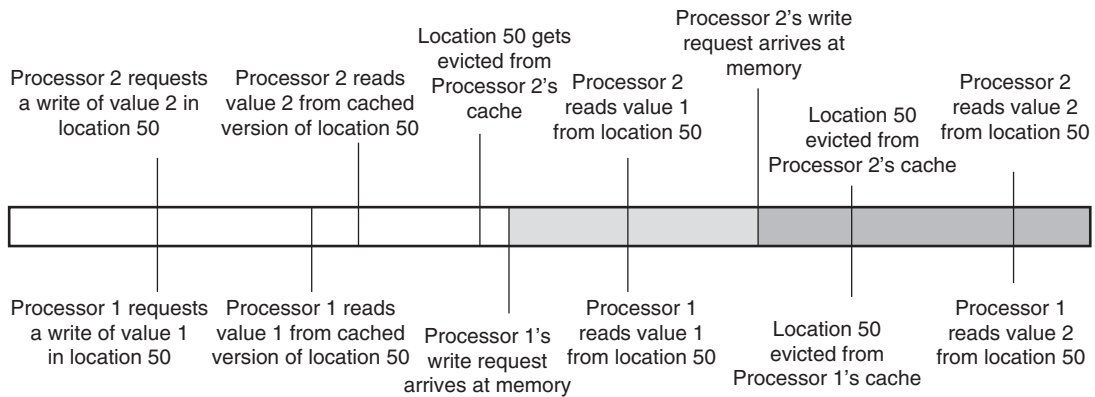 Processor 2 requests
a write of value 2 in
location 50
Processor 2 reads
value 2 from cached
version of location 50
Location 50 gets
evicted from
Processor 2's
cache
Processor 2
reads value 1
from location 50
Processor 2's write
request arrives at
memory
Location 50
evicted from
Processor 2's cache
Processor 2
reads value 2
from location 50
Processor 1 requests
a write of value 1
in location 50
Processor 1 reads
value 1 from cached
version of location 50
Processor 1's
write request
arrives at memory
Processor 1
reads value 1
from location 50
Location 50
evicted from
Processor 1's cache
Processor 1
reads value 2
from location 50